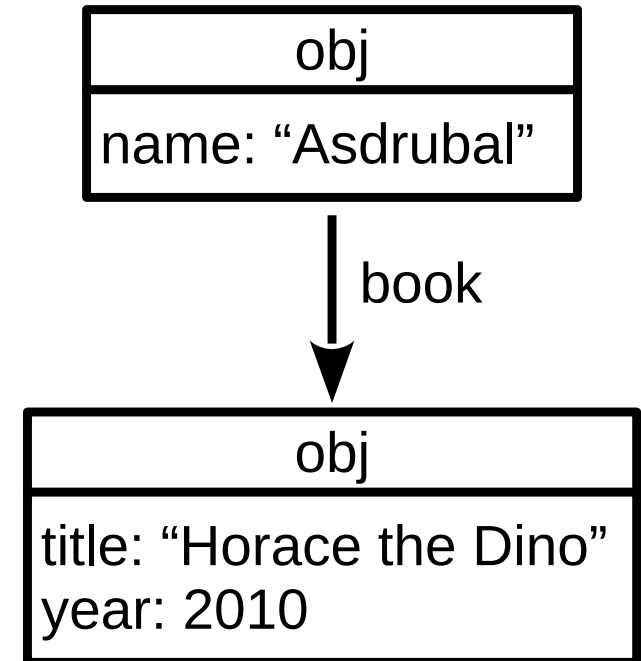 obj
name: “Asdrubal”
book
obj
title: “Horace the Dino”
year: 2010